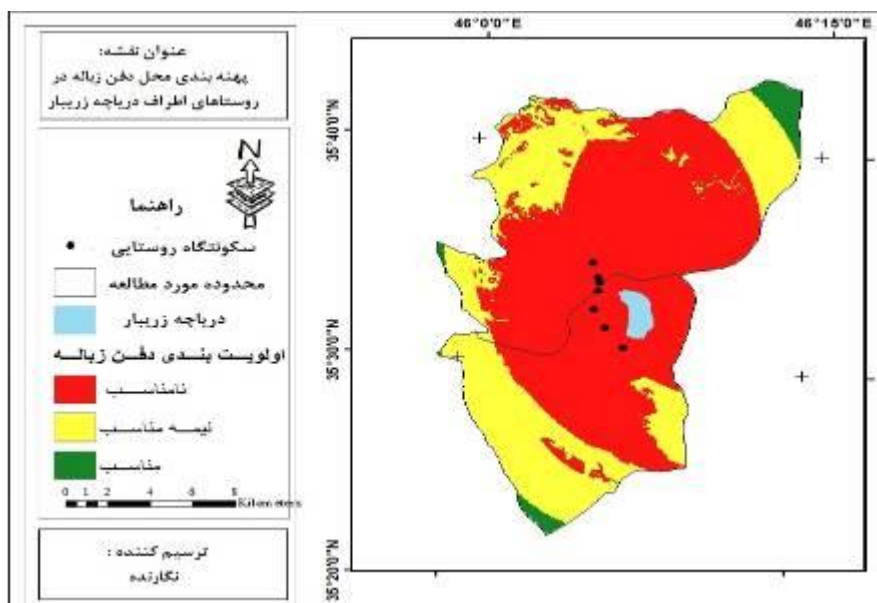 عنوان نقشه:
پهنه بندی محل دفن زباله در
روستاهای اطراف دریاچه زریبار
N
راهنما
سکونتگاه روستایی
محدوده مورد مطالعه
دریاچه زریبار
اولویت بندی دفن زباله
نامناسب
نیمه مناسب
مناسب
0 1 2 4 6 8
Kilometers
ترسیم کننده :
نگارنده
46°0'0"E 46°15'0"E
35°40'0"N
35°30'0"N
35°20'0"N